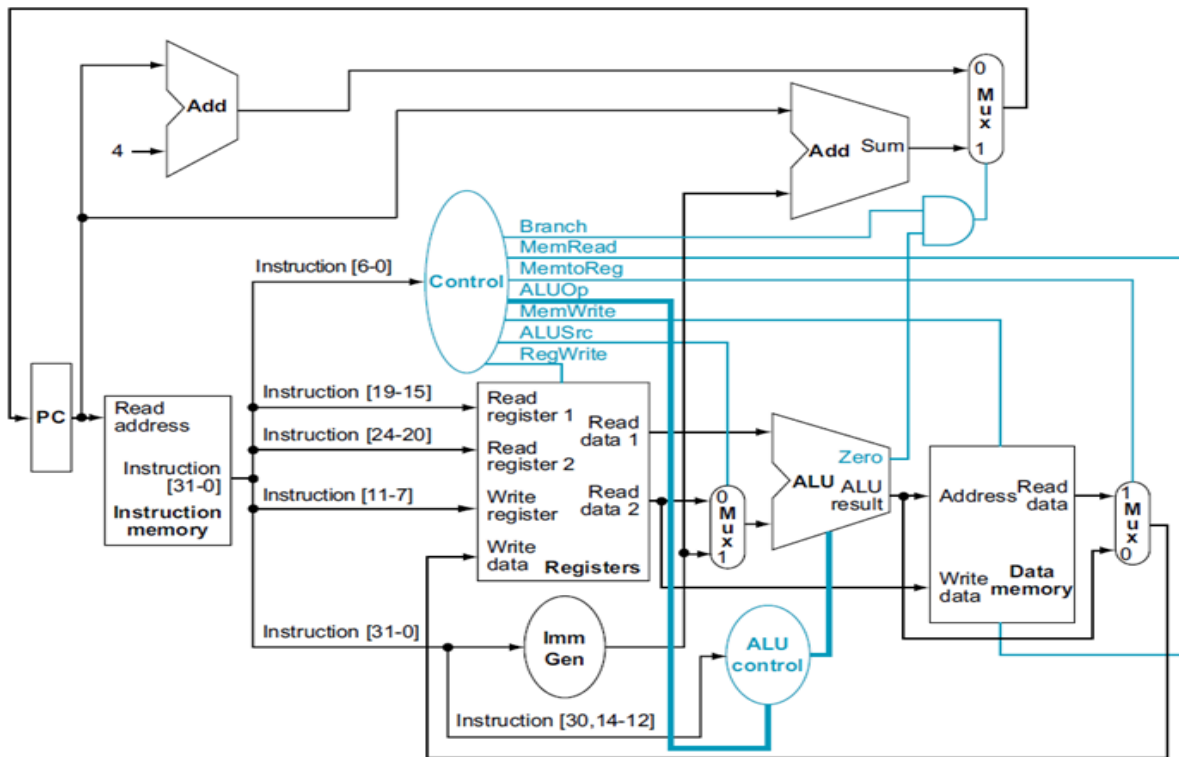 Add
4
Add Sum
0
Mux
1
Branch
MemRead
MemtoReg
ALUOp
MemWrite
ALUSrc
RegWrite
Control
Instruction [6-0]
PC
Read
address
Instruction
[31-0]
Instruction
memory
Instruction [19-15]
Instruction [24-20]
Instruction [11-7]
Instruction [31-0]
Instruction [30,14-12]
Read
register 1
Read
register 2
Write
register
Write
data
Read
data 1
Read
data 2
Registers
Imm
Gen
0
Mux
1
Zero
ALU
ALU
result
ALU
control
Address
Read
data
Write
data
Data
memory
1
Mux
0